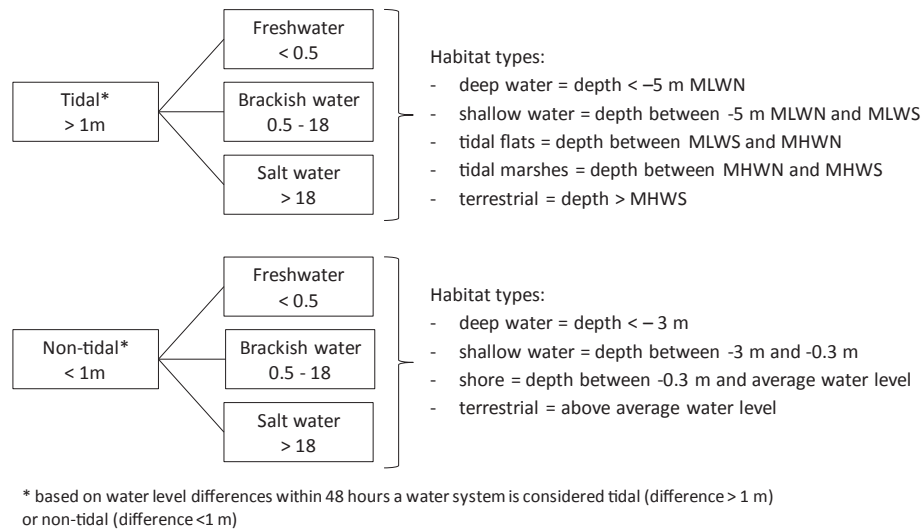 Tidal*
> 1m
Freshwater
< 0.5
Brackish water
0.5 - 18
Salt water
> 18
Habitat types:
- deep water = depth < –5 m MLWN
- shallow water = depth between -5 m MLWN and MLWS
- tidal flats = depth between MLWS and MHWN
- tidal marshes = depth between MHWN and MHWS
- terrestrial = depth > MHWS
Non-tidal*
< 1m
Freshwater
< 0.5
Brackish water
0.5 - 18
Salt water
> 18
Habitat types:
- deep water = depth < – 3 m
- shallow water = depth between -3 m and -0.3 m
- shore = depth between -0.3 m and average water level
- terrestrial = above average water level
* based on water level differences within 48 hours a water system is considered tidal (difference > 1 m)
or non-tidal (difference <1 m)